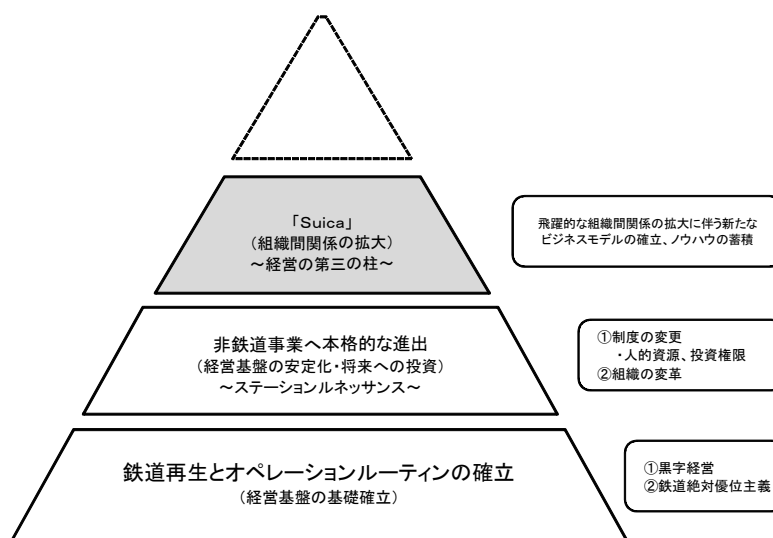 「Suica」
(組織間関係の拡大)
～経営の第三の柱～
飛躍的な組織間関係の拡大に伴う新たな
ビジネスモデルの確立、ノウハウの蓄積
非鉄道事業へ本格的な進出
(経営基盤の安定化・将来への投資)
～ステーションルネッサンス～
①制度の変更
・人的資源、投資権限
②組織の変革
鉄道再生とオペレーションルーティンの確立
(経営基盤の基礎確立)
①黒字経営
②鉄道絶対優位主義